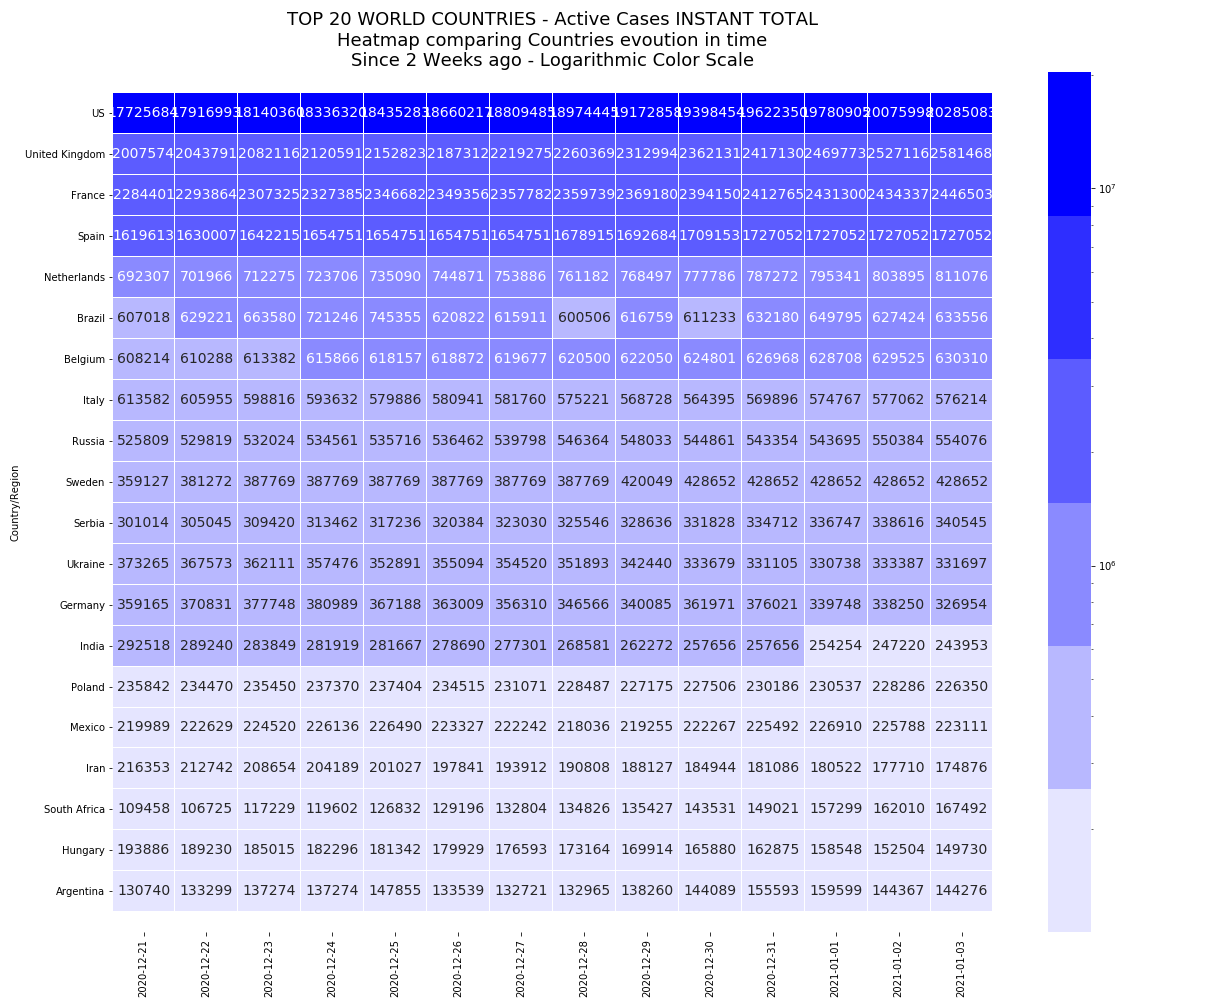 TOP 20 WORLD COUNTRIES - Active Cases INSTANT TOTAL
Heatmap comparing Countries evoution in time
Since 2 Weeks ago - Logarithmic Color Scale
US 17725684 17916993 18140360 18336320 18435283 18660217 18809485 18974445 19172858 19398454 19622350 19780905 20075998 20285083
United Kingdom 2007574 2043791 2082116 2120591 2152823 2187312 2219275 2260369 2312994 2362131 2417130 2469773 2527116 2581468
France 2284401 2293864 2307325 2327385 2346682 2349356 2357782 2359739 2369180 2394150 2412765 2431300 2434337 2446503
Spain 1619613 1630007 1642215 1654751 1654751 1654751 1654751 1678915 1692684 1709153 1727052 1727052 1727052 1727052
Netherlands 692307 701966 712275 723706 735090 744871 753886 761182 768497 777786 787272 795341 803895 811076
Brazil 607018 629221 663580 721246 745355 620822 615911 600506 616759 611233 632180 649795 627424 633556
Belgium 608214 610288 613382 615866 618157 618872 619677 620500 622050 624801 626968 628708 629525 630310
Italy 613582 605955 598816 593632 579886 580941 581760 575221 568728 564395 569896 574767 577062 576214
Russia 525809 529819 532024 534561 535716 536462 539798 546364 548033 544861 543354 543695 550384 554076
Sweden 359127 381272 387769 387769 387769 387769 387769 387769 420049 428652 428652 428652 428652 428652
Serbia 301014 305045 309420 313462 317236 320384 323030 325546 328636 331828 334712 336747 338616 340545
Ukraine 373265 367573 362111 357476 352891 355094 354520 351893 342440 333679 331105 330738 333387 331697
Germany 359165 370831 377748 380989 367188 363009 356310 346566 340085 361971 376021 339748 338250 326954
India 292518 289240 283849 281919 281667 278690 277301 268581 262272 257656 257656 254254 247220 243953
Poland 235842 234470 235450 237370 237404 234515 231071 228487 227175 227506 230186 230537 228286 226350
Mexico 219989 222629 224520 226136 226490 223327 222242 218036 219255 222267 225492 226910 225788 223111
Iran 216353 212742 208654 204189 201027 197841 193912 190808 188127 184944 181086 180522 177710 174876
South Africa 109458 106725 117229 119602 126832 129196 132804 134826 135427 143531 149021 157299 162010 167492
Hungary 193886 189230 185015 182296 181342 179929 176593 173164 169914 165880 162875 158548 152504 149730
Argentina 130740 133299 137274 137274 147855 133539 132721 132965 138260 144089 155593 159599 144367 144276
2020-12-21 2020-12-22 2020-12-23 2020-12-24 2020-12-25 2020-12-26 2020-12-27 2020-12-28 2020-12-29 2020-12-30 2020-12-31 2021-01-01 2021-01-02 2021-01-03
Country/Region
10⁷
10⁶